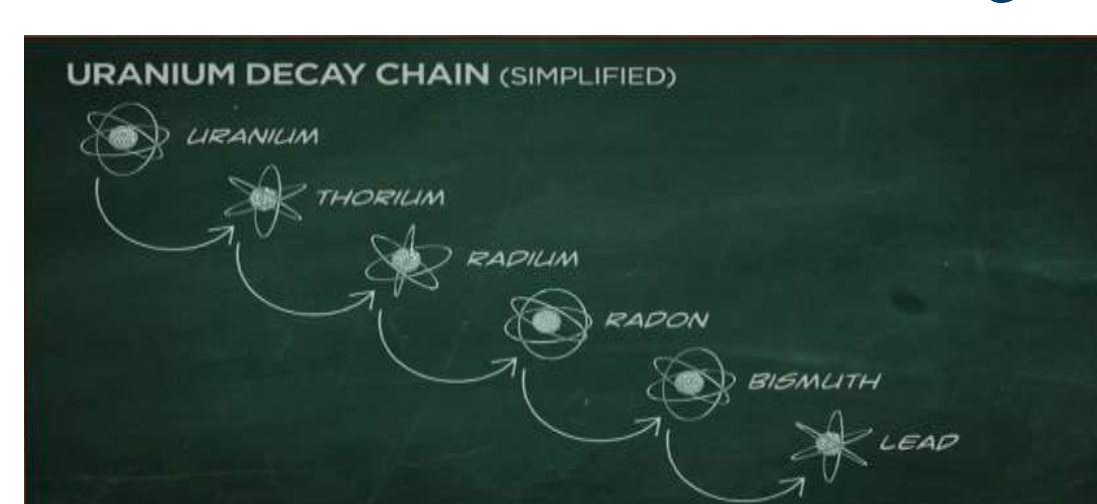 URANIUM DECAY CHAIN (SIMPLIFIED)
URANIUM
THORIUM
RADIUM
RADON
BISMUTH
LEAD